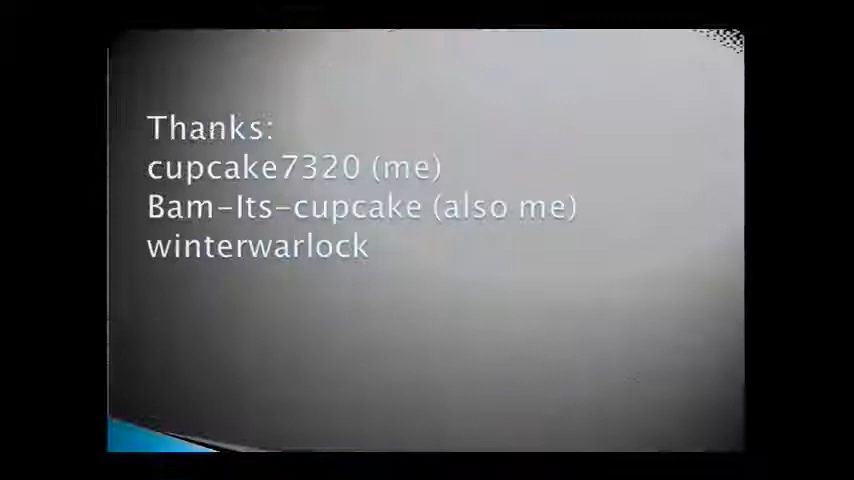 Thanks:
cupcake7320 (me)
Bam-Its-cupcake (also me)
winterwarlock